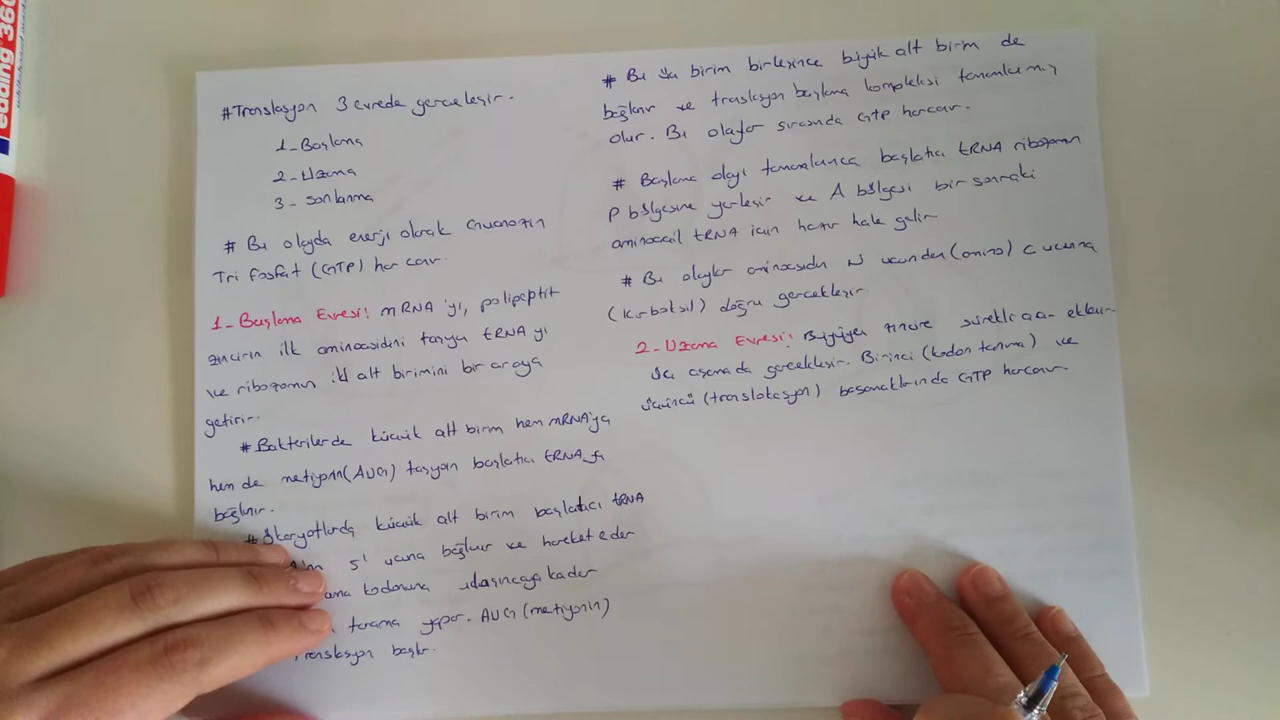 edding 360
whiteboard
#Translasyon 3 evrede gerçekleşir.
1-Başlama
2-Uzama
3-Sonlanma
# Bu olayda enerji olarak Guanozin
Tri fosfat (GTP) harcanır.
1-Başlama Evresi! mRNA'yı, polipeptit
zincirin ilk aminoasidini taşıyan tRNA'yı
ve ribozomun iki alt birimini bir araya
getirir.
#Bakterilerde küçük alt birim hem mRNA'ya
hem de metiyonin(AUG) taşıyan başlatıcı tRNA'ya
bağlanır.
#Ökaryotlarda küçük alt birim başlatıcı tRNA
5' ucuna bağlanır ve hareket eder
kodonuna ulaşıncaya kadar
tarama yapar. AUG (metiyonin)
translasyon başlar.
# Bu iki birim birleşince büyük alt birim de
bağlanır ve translasyon başlama kompleksi tamamlanmış
olur. Bu olaylar sırasında GTP harcanır.
# Başlama olayı tamamlanınca başlatıcı tRNA ribozomun
P bölgesine yerleşir ve A bölgesi bir sonraki
aminoaçil tRNA için hazır hale gelir.
# Bu olaylar aminoasidin N ucundan (amino) C ucuna
(karboksil) doğru gerçekleşir.
2-Uzama Evresi! Büyüyen zincire sürekli a.a. eklenir
üç aşamada gerçekleşir. Birinci (kodon tanıma) ve
üçüncü (translokasyon) basamaklarında GTP harcanır.